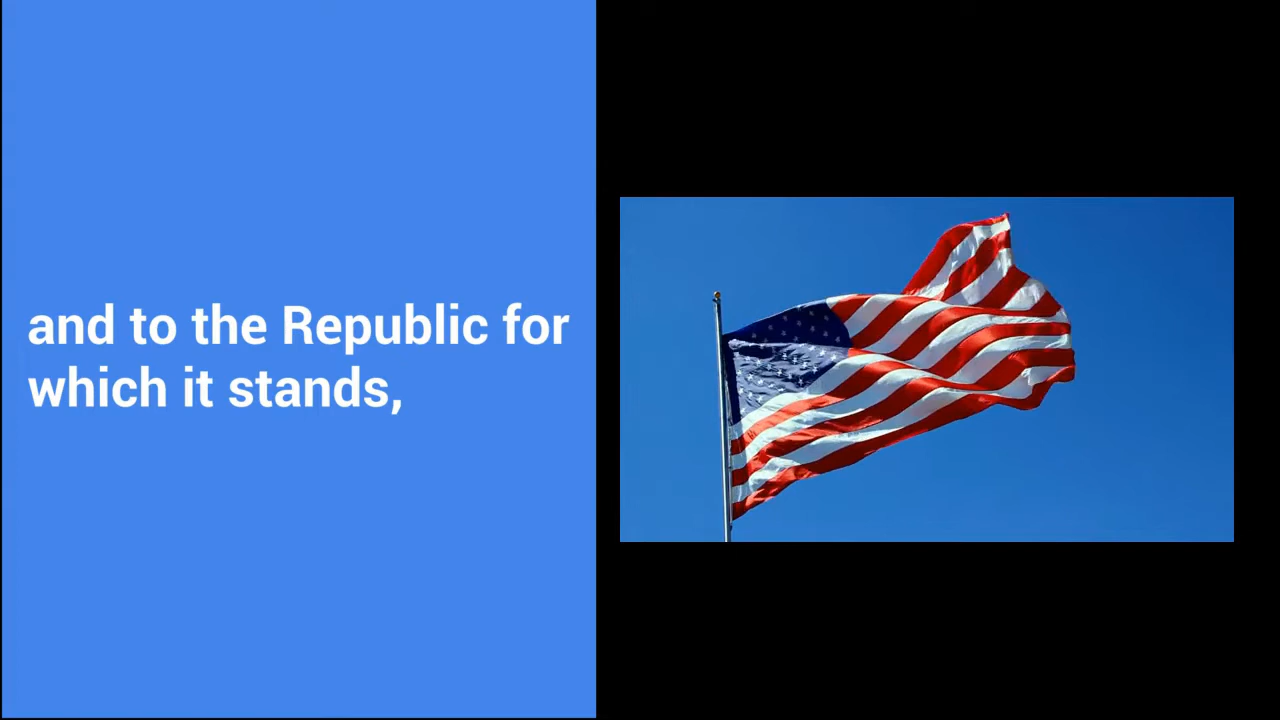 and to the Republic for
which it stands,